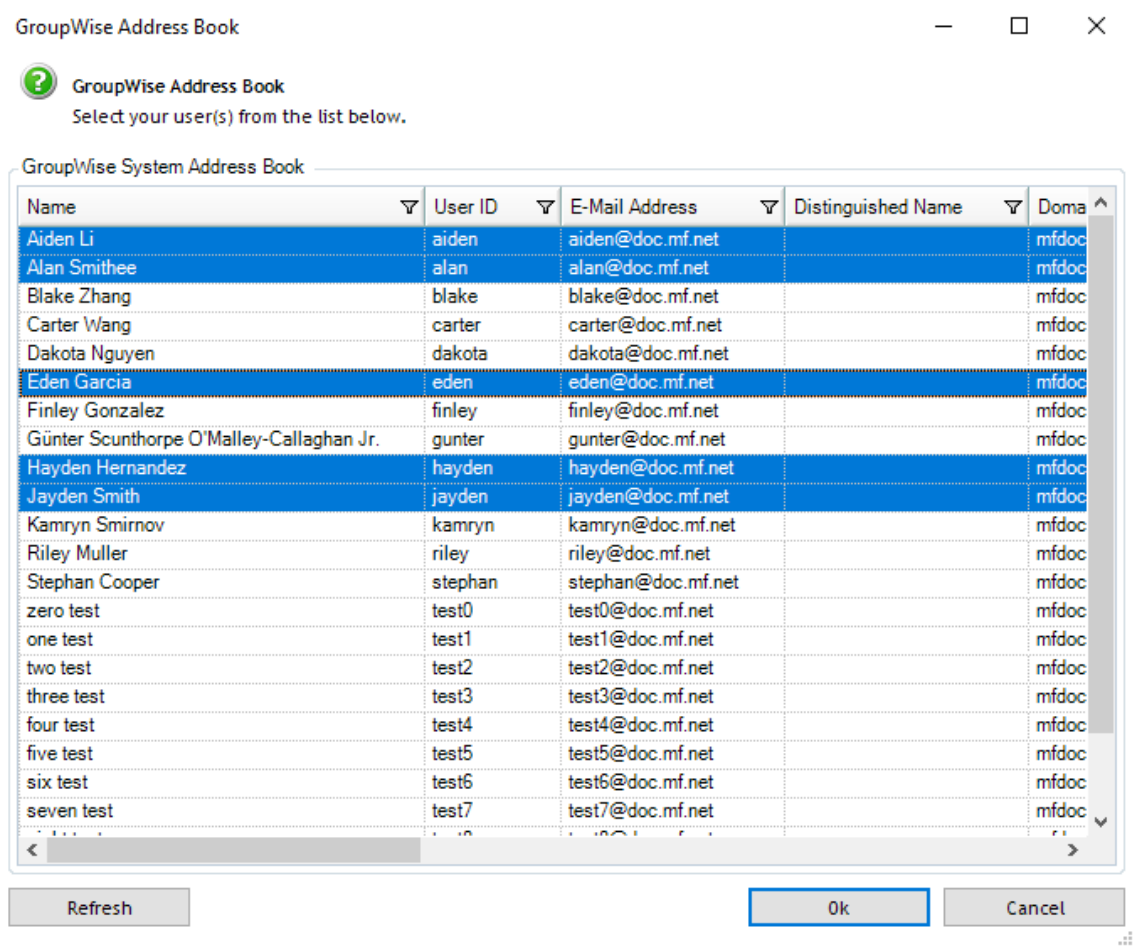 GroupWise Address Book
GroupWise Address Book
Select your user(s) from the list below.
GroupWise System Address Book
Name User ID E-Mail Address Distinguished Name Doma
Aiden Li aiden aiden@doc.mf.net mfdoc
Alan Smithee alan alan@doc.mf.net mfdoc
Blake Zhang blake blake@doc.mf.net mfdoc
Carter Wang carter carter@doc.mf.net mfdoc
Dakota Nguyen dakota dakota@doc.mf.net mfdoc
Eden Garcia eden eden@doc.mf.net mfdoc
Finley Gonzalez finley finley@doc.mf.net mfdoc
Günter Scunthorpe O'Malley-Callaghan Jr. gunter gunter@doc.mf.net mfdoc
Hayden Hernandez hayden hayden@doc.mf.net mfdoc
Jayden Smith jayden jayden@doc.mf.net mfdoc
Kamryn Smirnov kamryn kamryn@doc.mf.net mfdoc
Riley Muller riley riley@doc.mf.net mfdoc
Stephan Cooper stephan stephan@doc.mf.net mfdoc
zero test test0 test0@doc.mf.net mfdoc
one test test1 test1@doc.mf.net mfdoc
two test test2 test2@doc.mf.net mfdoc
three test test3 test3@doc.mf.net mfdoc
four test test4 test4@doc.mf.net mfdoc
five test test5 test5@doc.mf.net mfdoc
six test test6 test6@doc.mf.net mfdoc
seven test test7 test7@doc.mf.net mfdoc
Refresh Ok Cancel